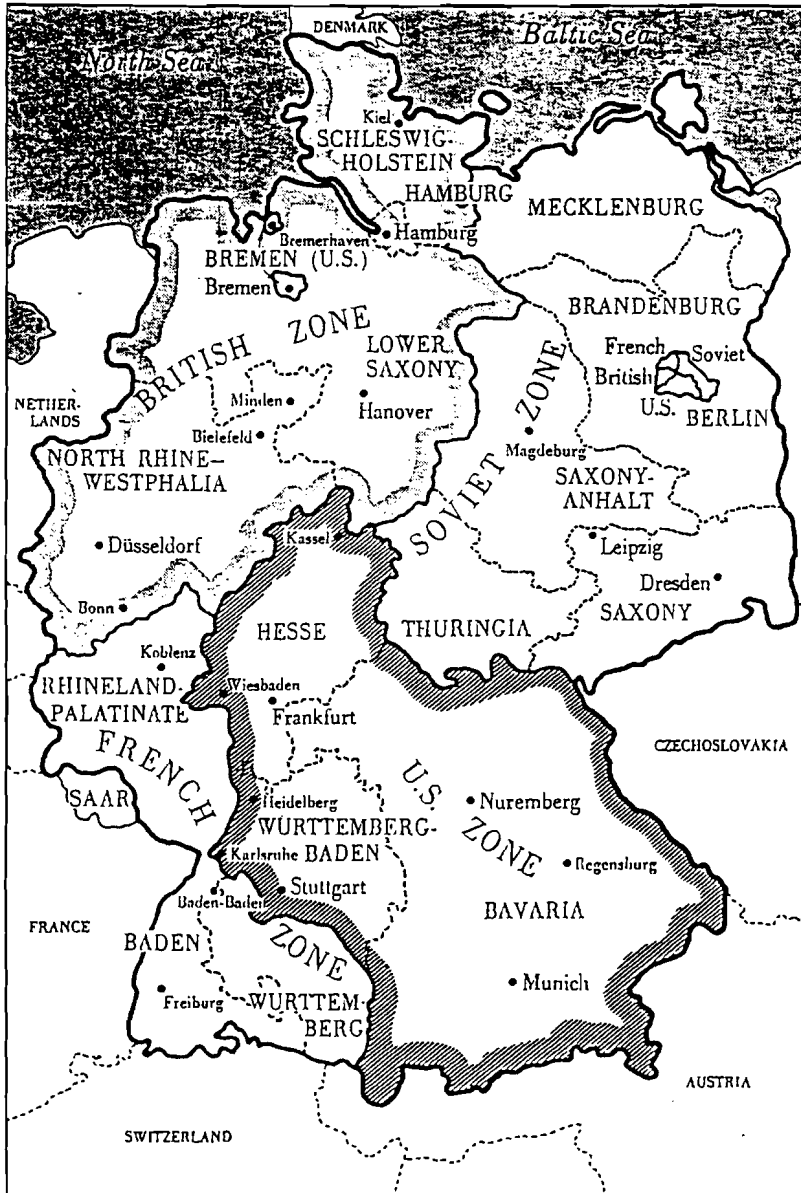 DENMARK
North Sea
Baltic Sea
Kiel
SCHLESWIG-
HOLSTEIN
HAMBURG
MECKLENBURG
Hamburg
Bremerhaven
BREMEN (U.S.)
Bremen
BRANDENBURG
BRITISH ZONE
LOWER
SAXONY
French
Soviet
British
U.S.
BERLIN
NETHER-
LANDS
Minden
Hanover
Bielefeld
SOVIET ZONE
Magdeburg
NORTH RHINE-
WESTPHALIA
SAXONY-
ANHALT
Kassel
Düsseldorf
Leipzig
Dresden
Bonn
HESSE
THURINGIA
SAXONY
Koblenz
RHINELAND-
PALATINATE
Wiesbaden
Frankfurt
FRENCH
CZECHOSLOVAKIA
U.S.
ZONE
SAAR
Heidelberg
Nuremberg
WÜRTTEMBERG-
BADEN
Karlsruhe
Regensburg
Baden-Baden
Stuttgart
BAVARIA
FRANCE
BADEN
ZONE
Freiburg
WÜRTTEM-
BERG
Munich
AUSTRIA
SWITZERLAND